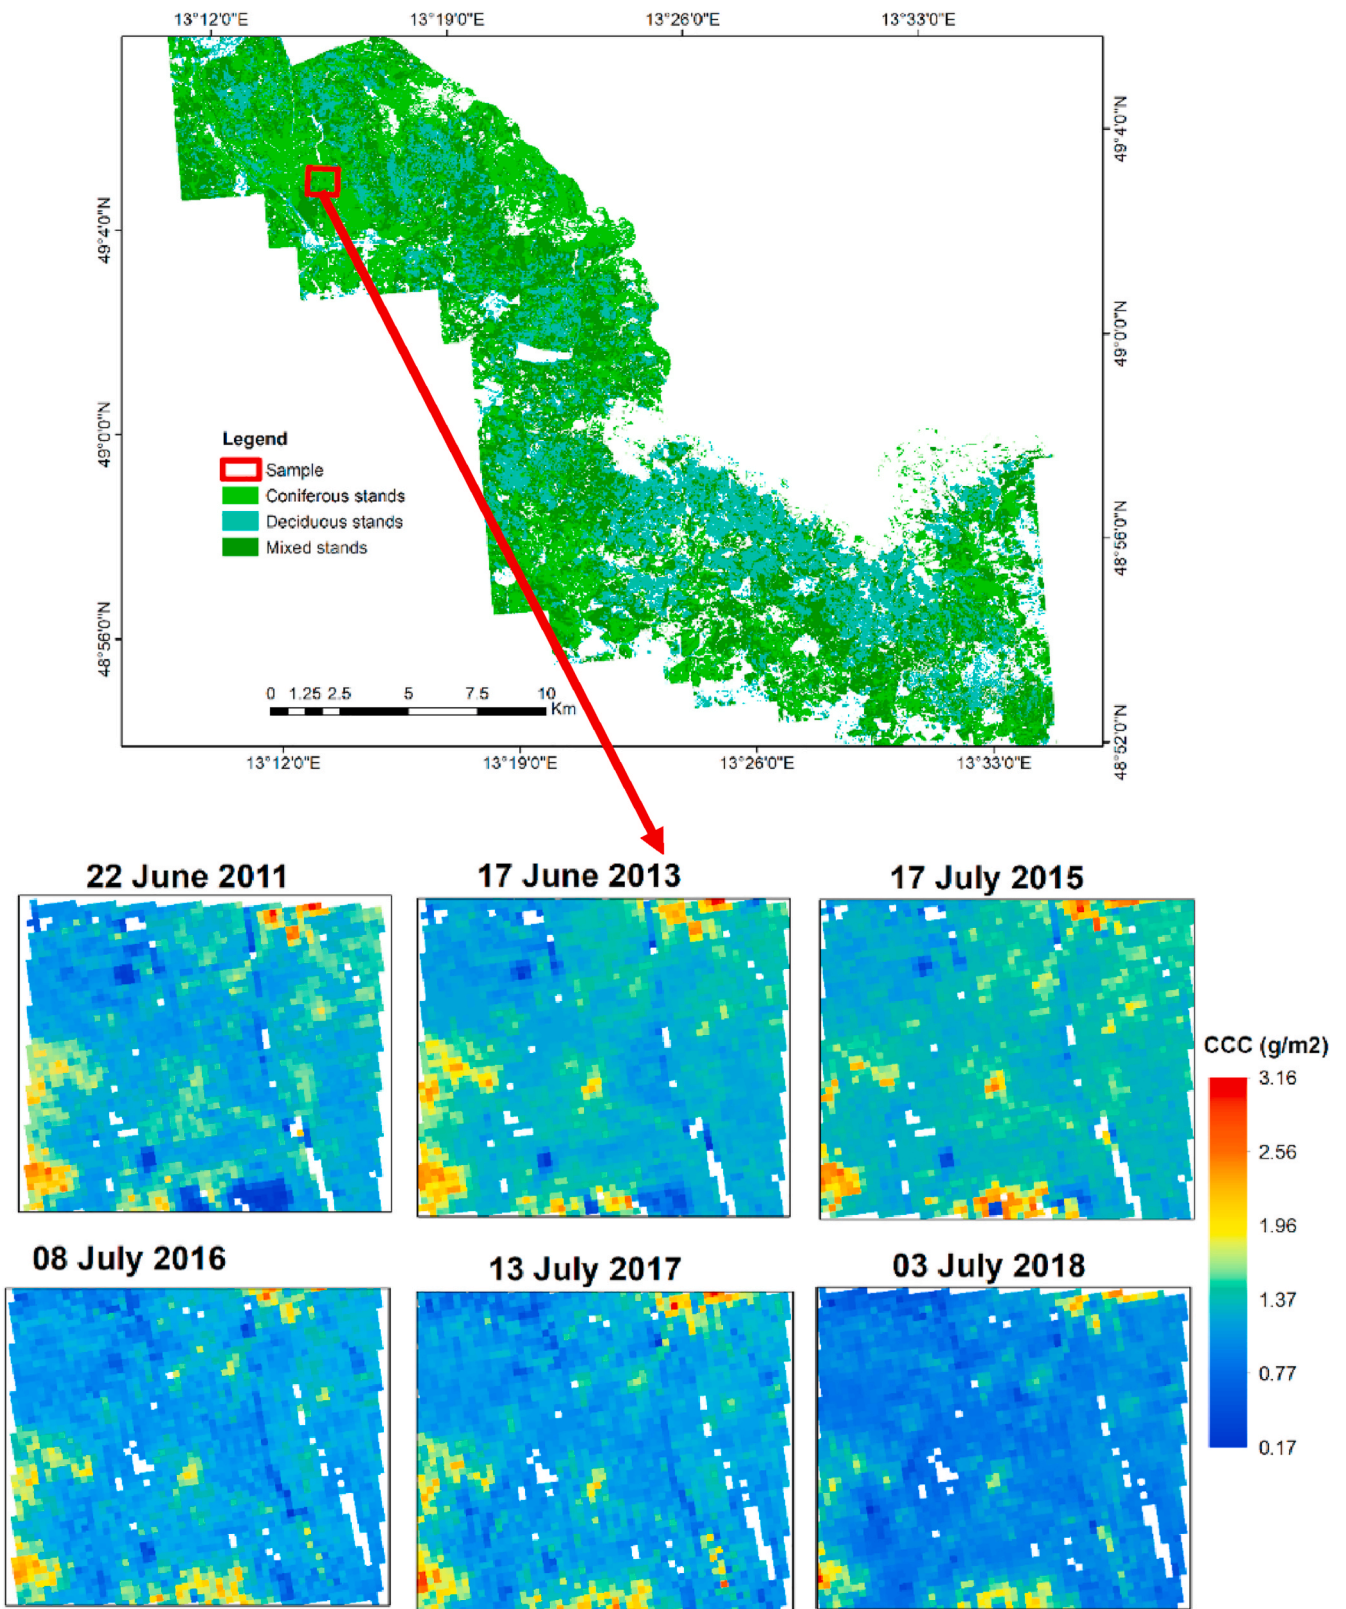 13°12'0"E 13°19'0"E 13°26'0"E 13°33'0"E
49°4'0"N
49°4'0"N
49°0'0"N
49°0'0"N
Legend
Sample
Coniferous stands
Deciduous stands
Mixed stands
48°56'0"N
48°56'0"N
0 1.25 2.5 5 7.5 10
Km
48°52'0"N
13°12'0"E 13°19'0"E 13°26'0"E 13°33'0"E
22 June 2011 17 June 2013 17 July 2015
CCC (g/m2)
3.16
2.56
1.96
1.37
0.77
0.17
08 July 2016 13 July 2017 03 July 2018